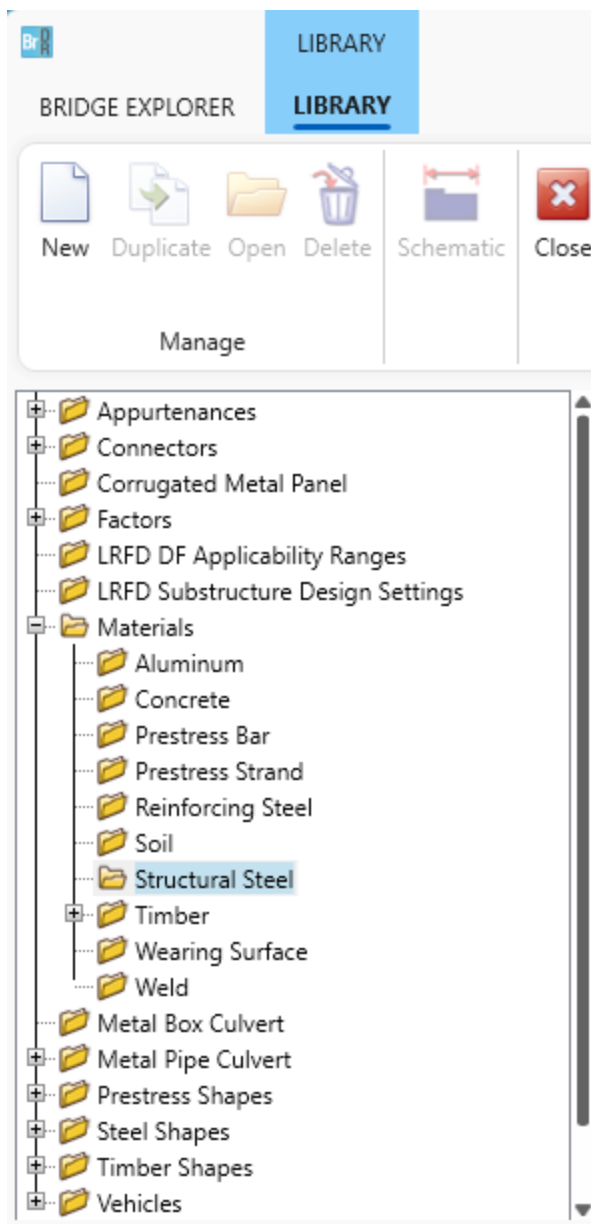 BrDR
LIBRARY
BRIDGE EXPLORER LIBRARY
New Duplicate Open Delete Schematic Close
Manage
Appurtenances
Connectors
Corrugated Metal Panel
Factors
LRFD DF Applicability Ranges
LRFD Substructure Design Settings
Materials
Aluminum
Concrete
Prestress Bar
Prestress Strand
Reinforcing Steel
Soil
Structural Steel
Timber
Wearing Surface
Weld
Metal Box Culvert
Metal Pipe Culvert
Prestress Shapes
Steel Shapes
Timber Shapes
Vehicles